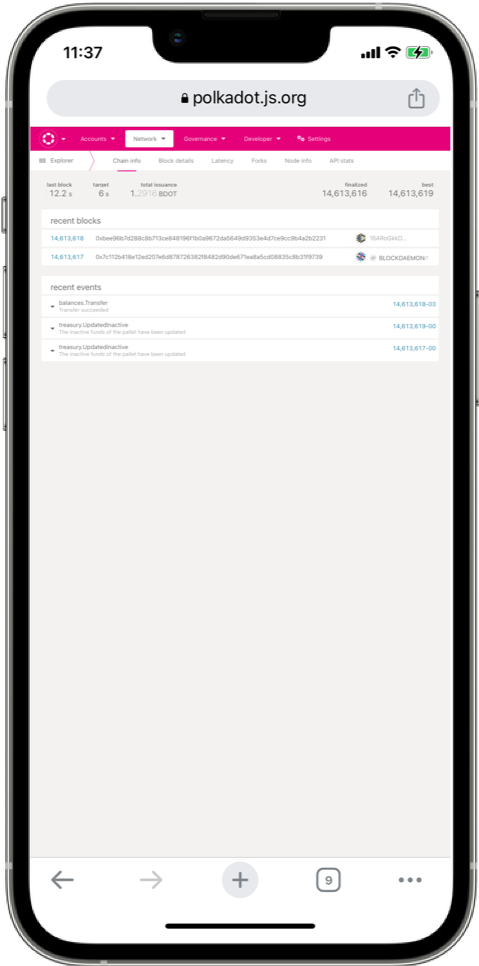 11:37
polkadot.js.org
Accounts Network Governance Developer Settings
Explorer Chain info Block details Latency Forks Node info API stats
last block target total issuance finalized best
12.2 s 6 s 1.2916 BDOT 14,613,616 14,613,619
recent blocks
14,613,618 164RoGkkD...
14,613,617 BLOCKDAEMON
recent events
balances.Transfer 14,613,618-03
Transfer succeeded
treasury.UpdatedInactive 14,613,619-00
The inactive funds of the pallet have been updated
treasury.UpdatedInactive 14,613,617-00
The inactive funds of the pallet have been updated
9